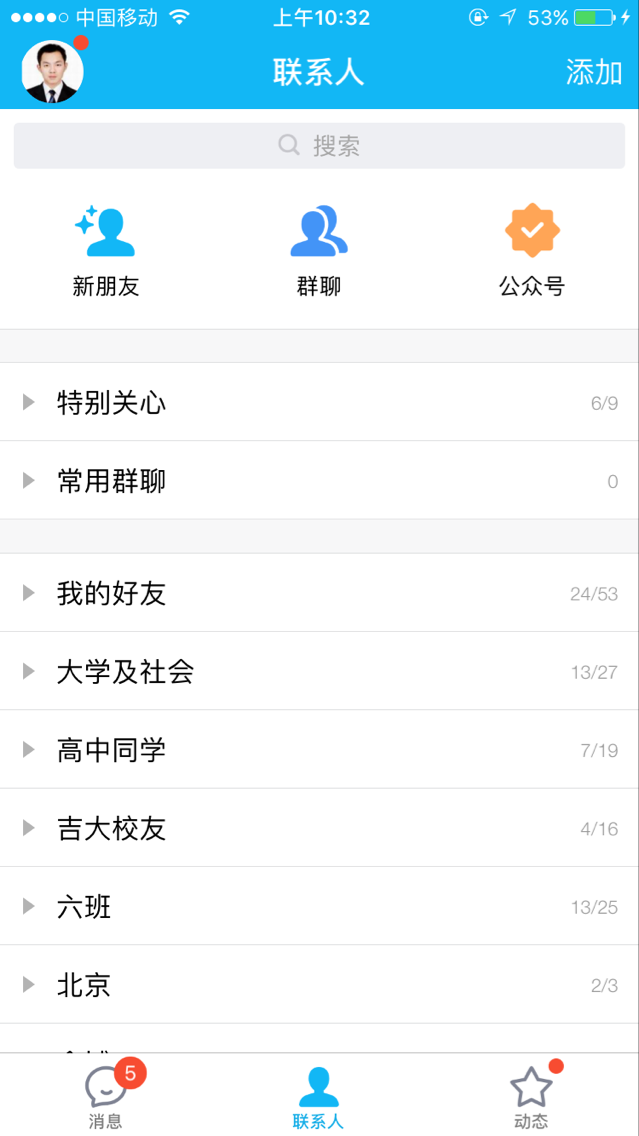 中国移动 上午10:32 53%
联系人 添加
搜索
新朋友 群聊 公众号
特别关心 6/9
常用群聊 0
我的好友 24/53
大学及社会 13/27
高中同学 7/19
吉大校友 4/16
六班 13/25
北京 2/3
5
消息 联系人 动态